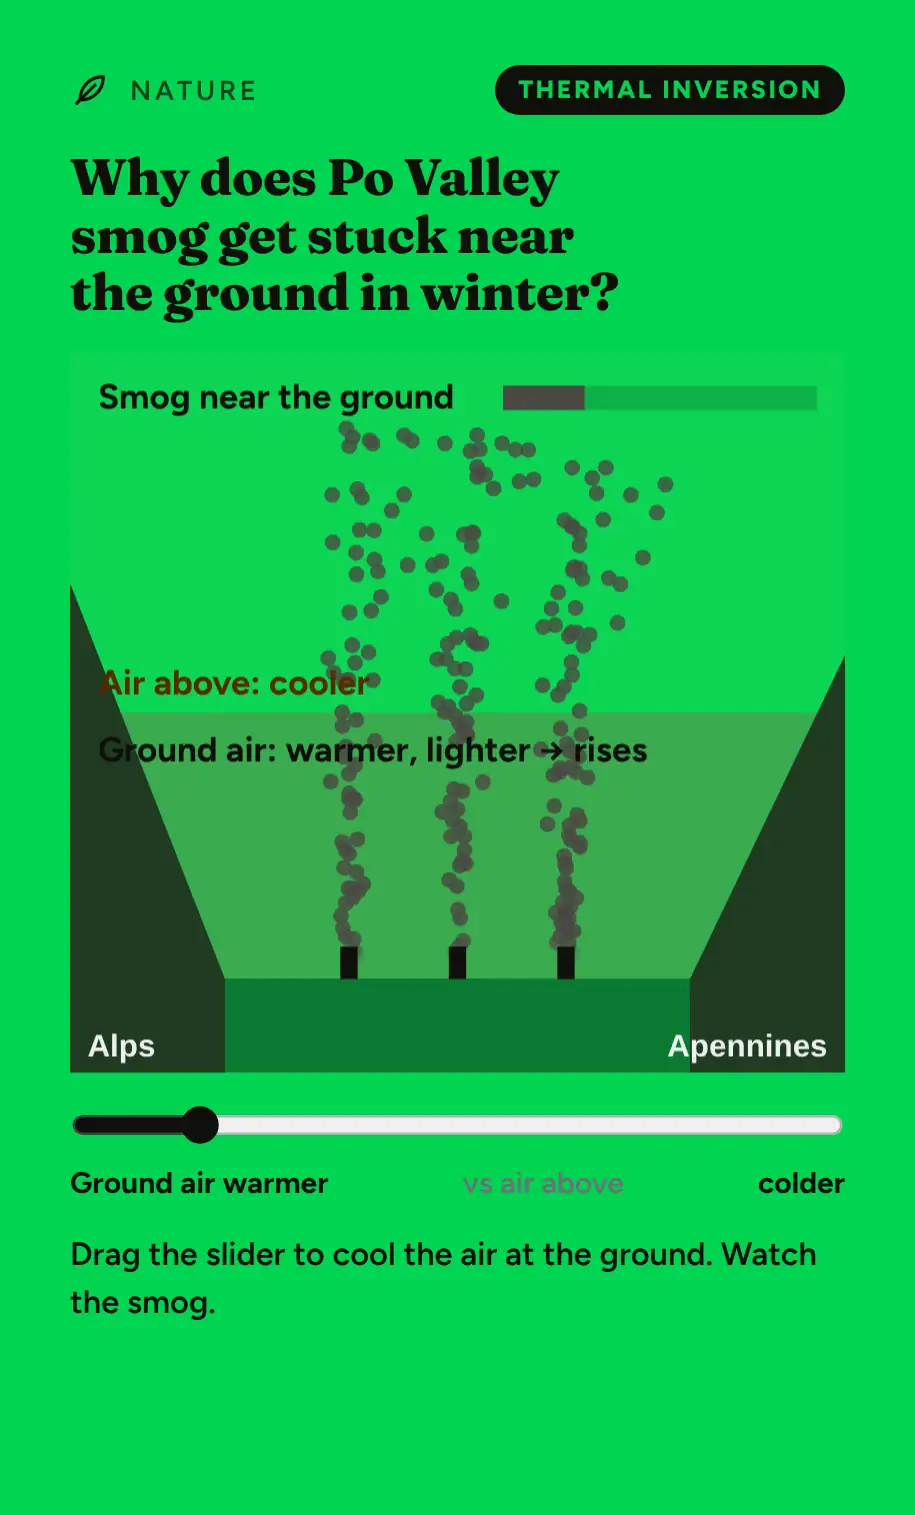 NATURE
THERMAL INVERSION
Why does Po Valley
smog get stuck near
the ground in winter?
Smog near the ground
Air above: cooler
Ground air: warmer, lighter → rises
Alps
Apennines
Ground air warmer
vs air above
colder
Drag the slider to cool the air at the ground. Watch
the smog.